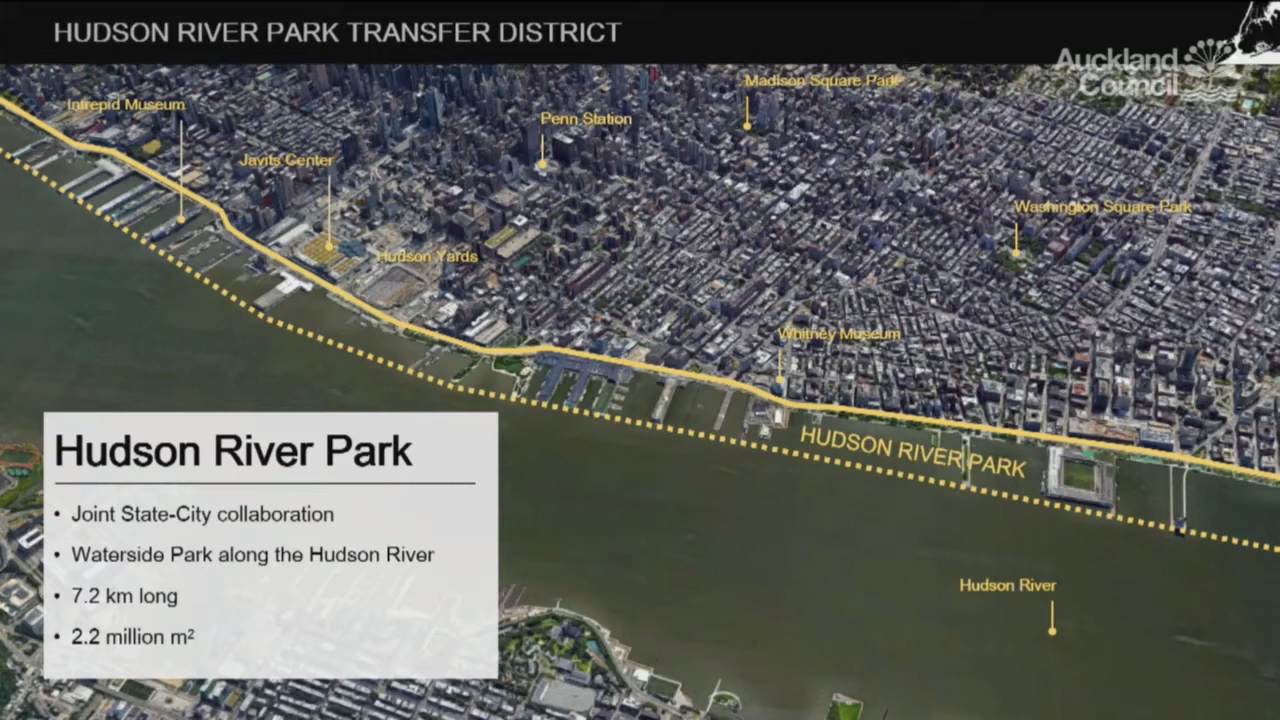 HUDSON RIVER PARK TRANSFER DISTRICT
Auckland
Council
Madison Square Park
Intrepid Museum
Penn Station
Javits Center
Washington Square Park
Hudson Yards
Whitney Museum
HUDSON RIVER PARK
Hudson River Park
• Joint State-City collaboration
• Waterside Park along the Hudson River
• 7.2 km long
• 2.2 million m²
Hudson River